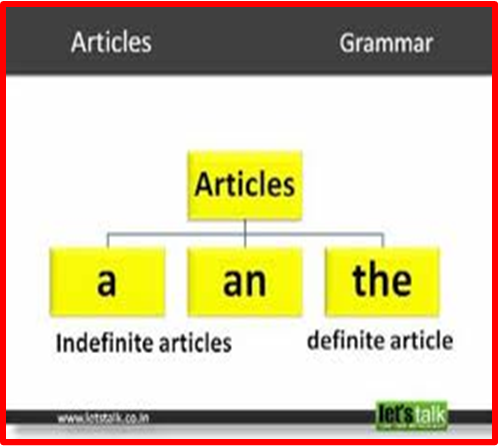 Articles Grammar
Articles
a an the
Indefinite articles definite article
www.letstalk.co.in let's talk